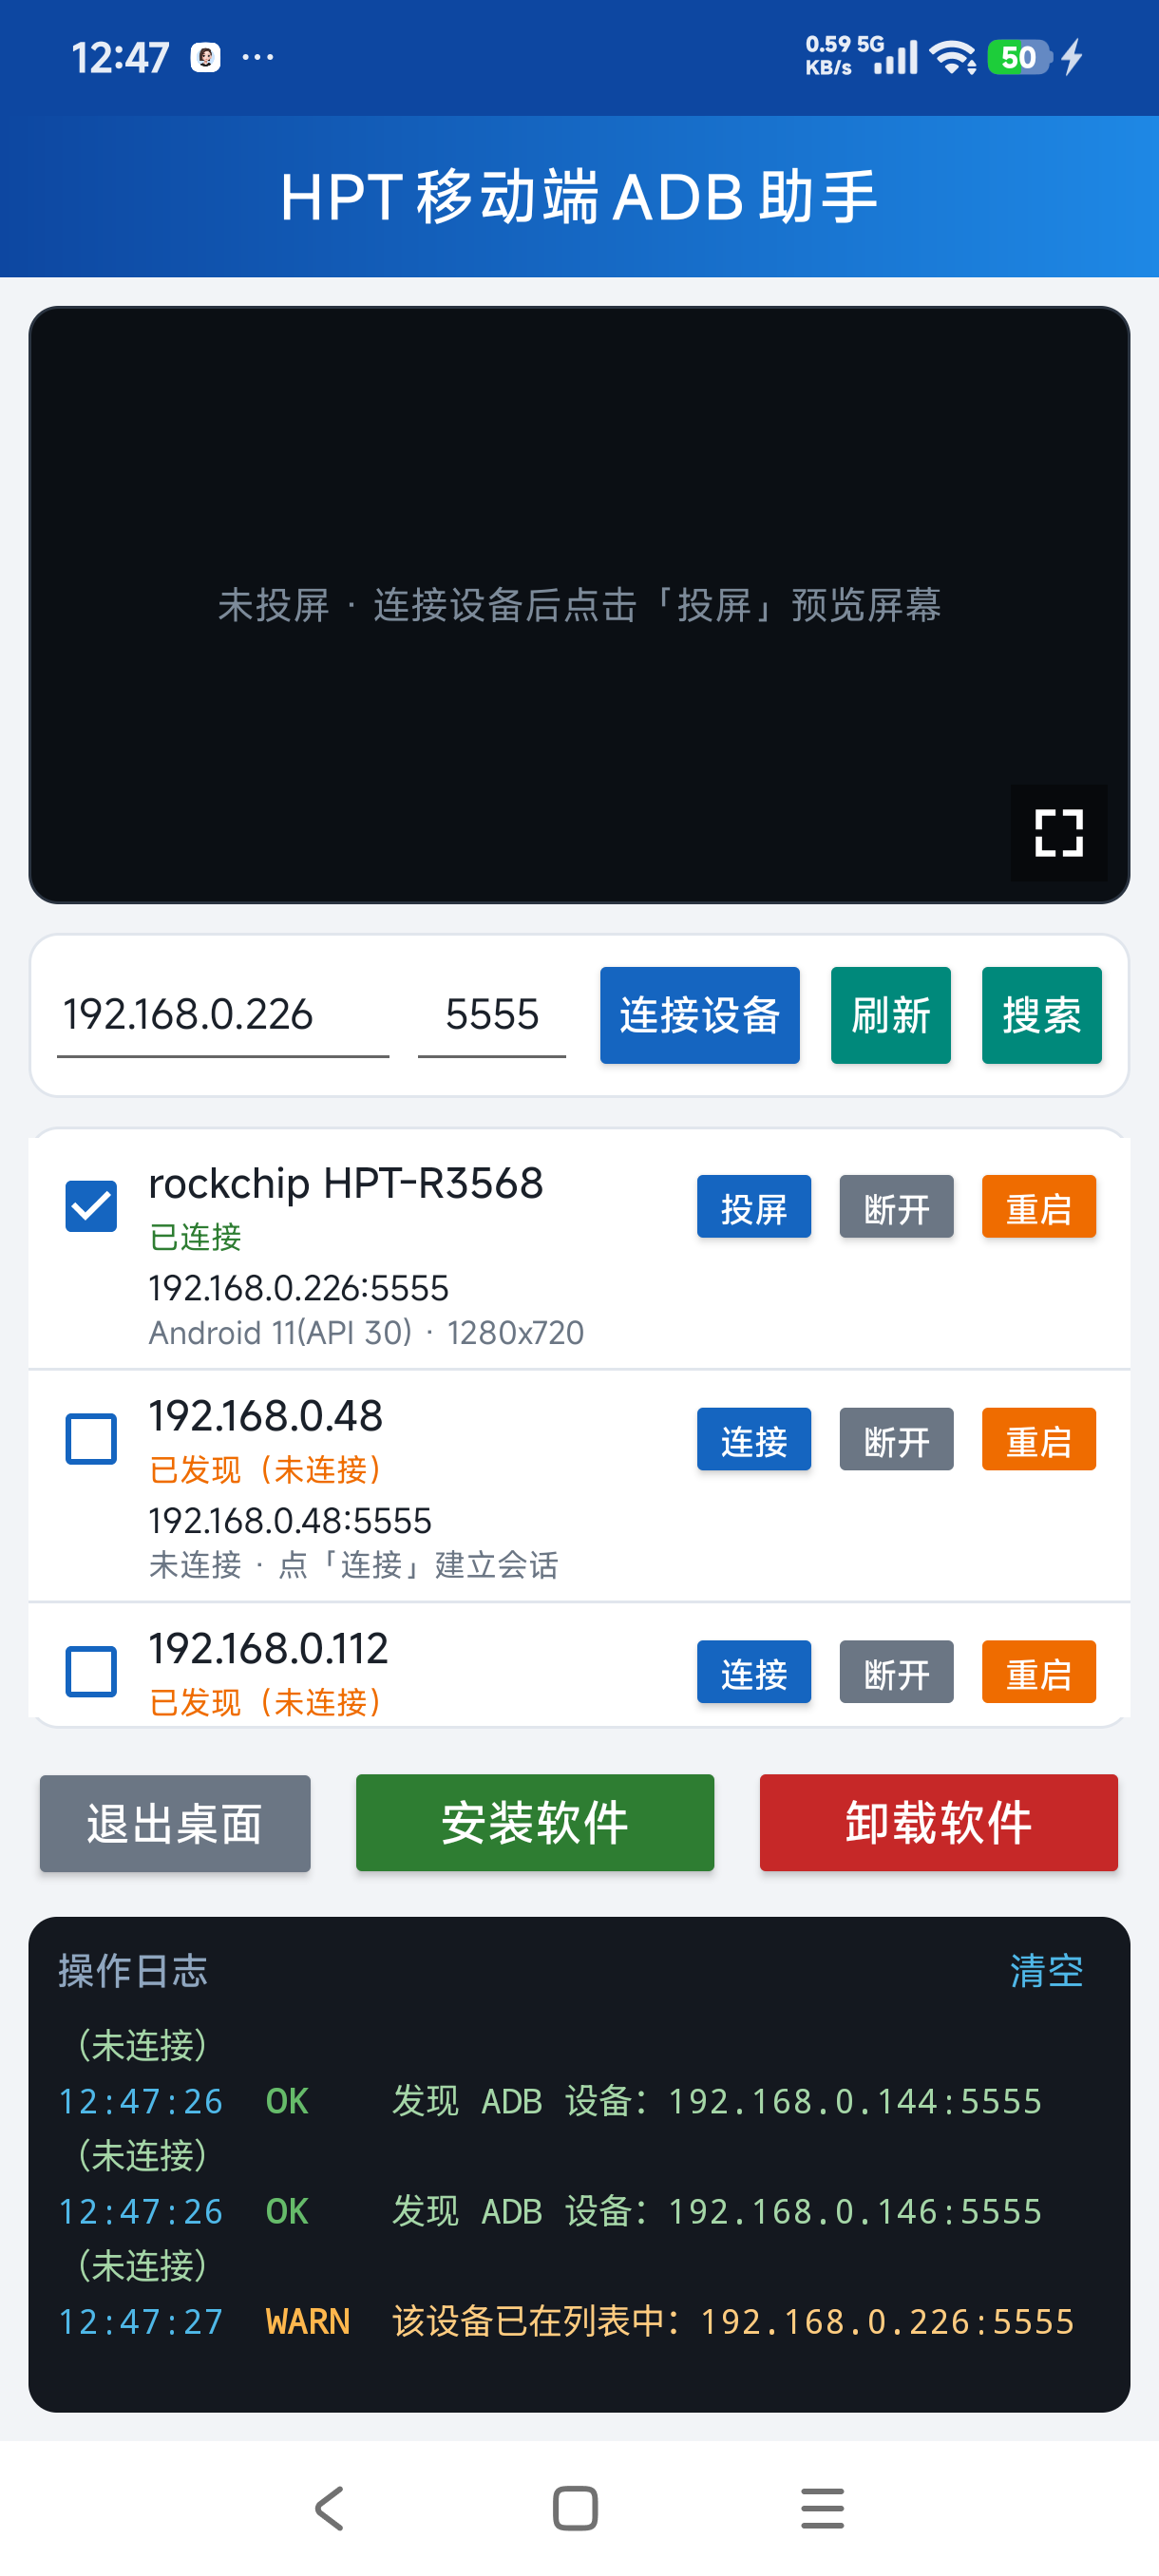 12:47
0.59 KB/s 5G 50
HPT 移动端 ADB 助手
未投屏 · 连接设备后点击「投屏」预览屏幕
192.168.0.226 5555 连接设备 刷新 搜索
rockchip HPT-R3568
已连接
投屏 断开 重启
192.168.0.226:5555
Android 11(API 30) · 1280x720
192.168.0.48
已发现（未连接）
连接 断开 重启
192.168.0.48:5555
未连接 · 点「连接」建立会话
192.168.0.112
已发现（未连接）
连接 断开 重启
退出桌面 安装软件 卸载软件
操作日志 清空
（未连接）
12:47:26 OK 发现 ADB 设备：192.168.0.144:5555
（未连接）
12:47:26 OK 发现 ADB 设备：192.168.0.146:5555
（未连接）
12:47:27 WARN 该设备已在列表中：192.168.0.226:5555